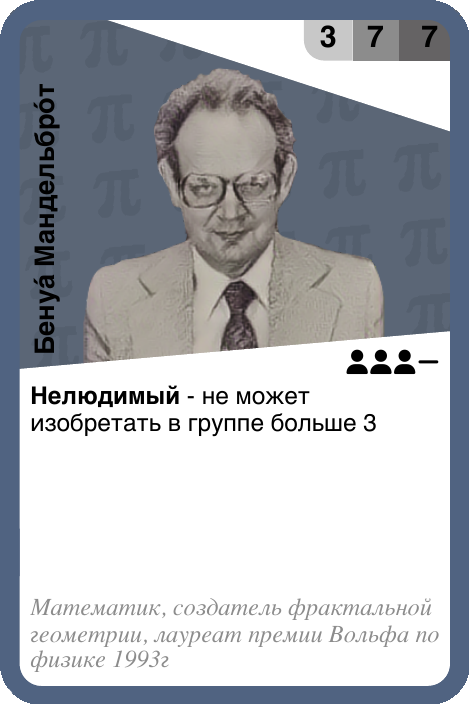 3 7 7
Бенуа́ Мандельбро́т
Нелюдимый - не может
изобретать в группе больше 3
Математик, создатель фрактальной
геометрии, лауреат премии Вольфа по
физике 1993г